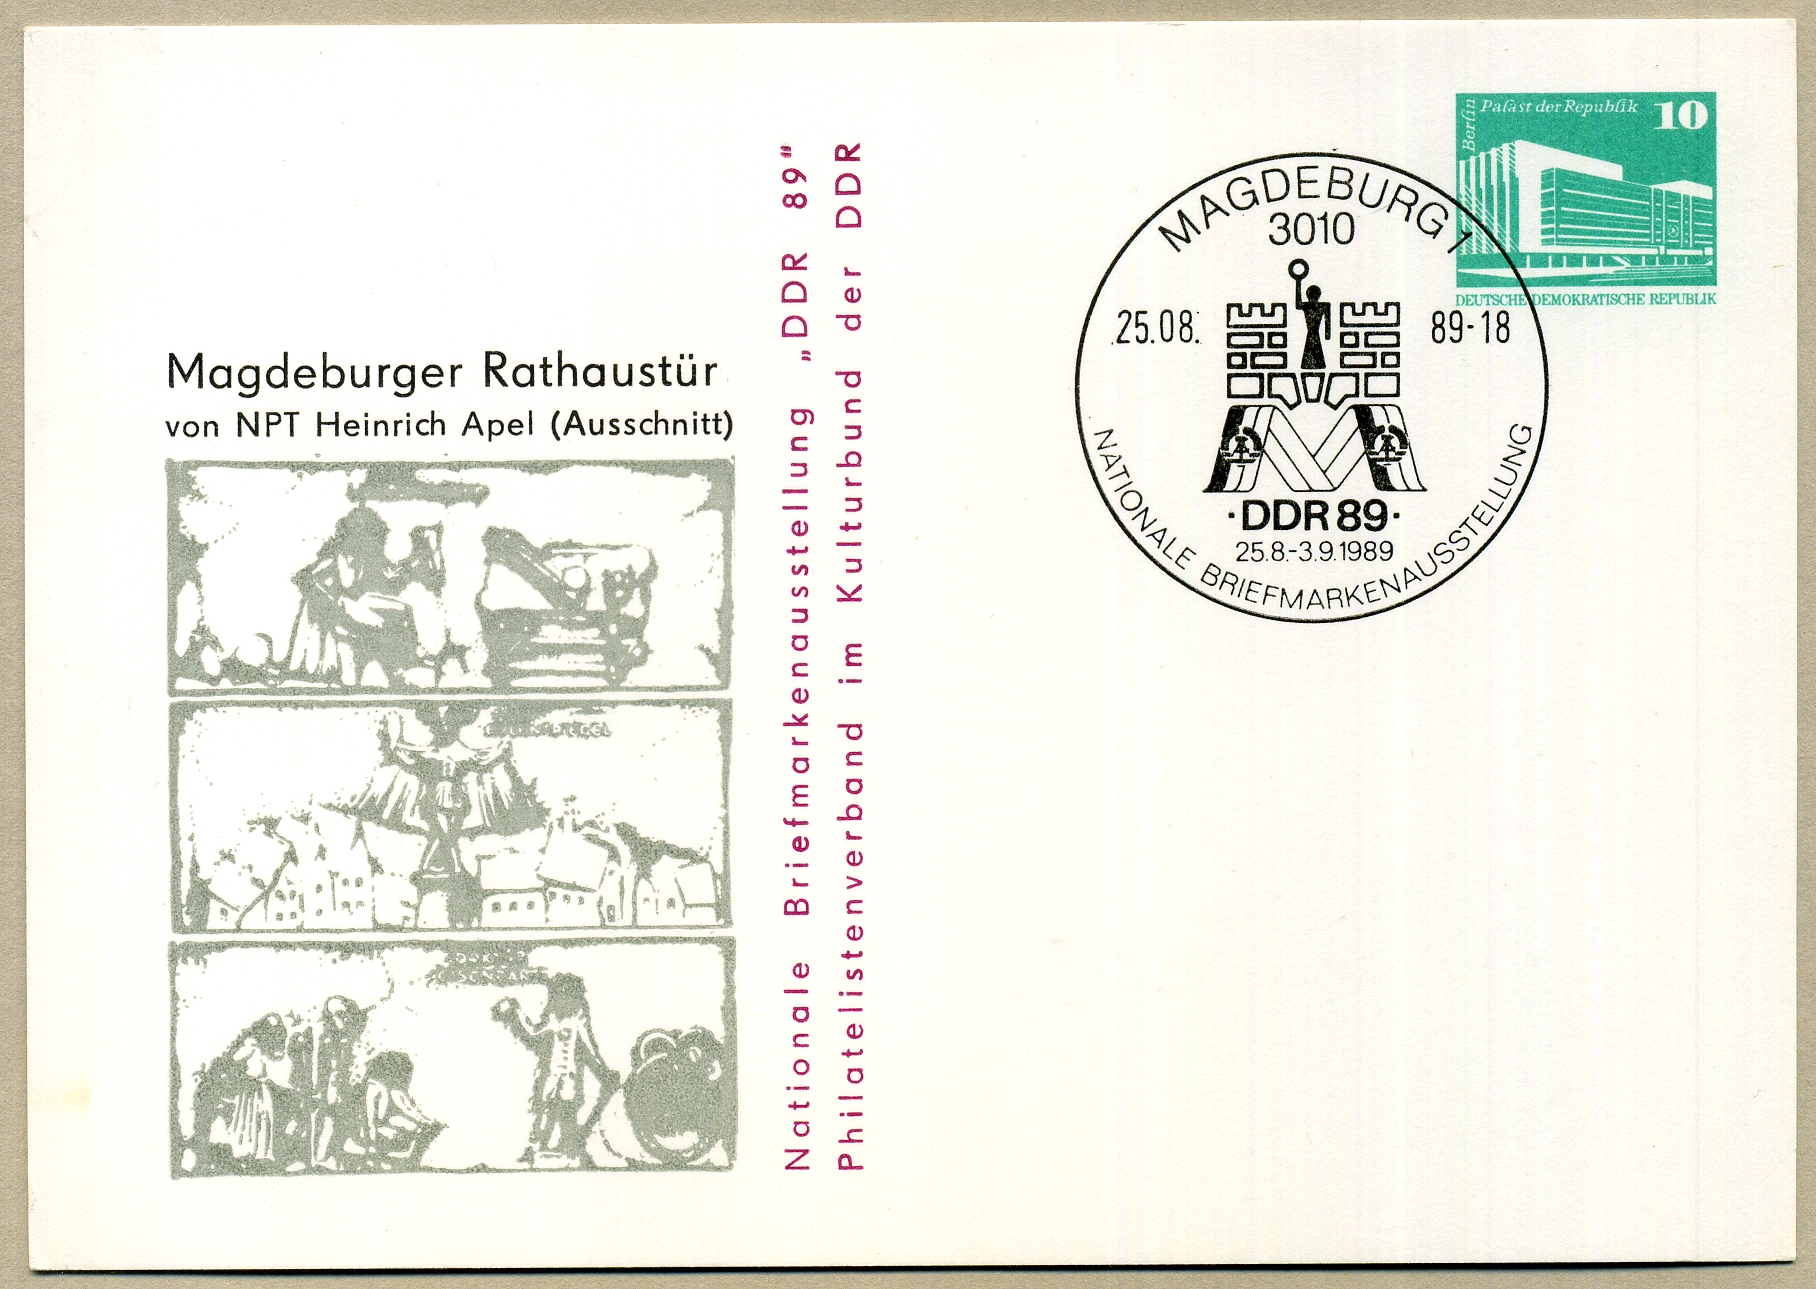 Magdeburger Rathaustür
von NPT Heinrich Apel (Ausschnitt)
Nationale Briefmarkenausstellung „DDR 89“
Philatelistenverband im Kulturbund der DDR
Berlin
Palast der Republik
10
DEUTSCHE DEMOKRATISCHE REPUBLIK
MAGDEBURG 1
3010
25.08. 89-18
·DDR 89·
25.8.-3.9.1989
NATIONALE BRIEFMARKENAUSSTELLUNG